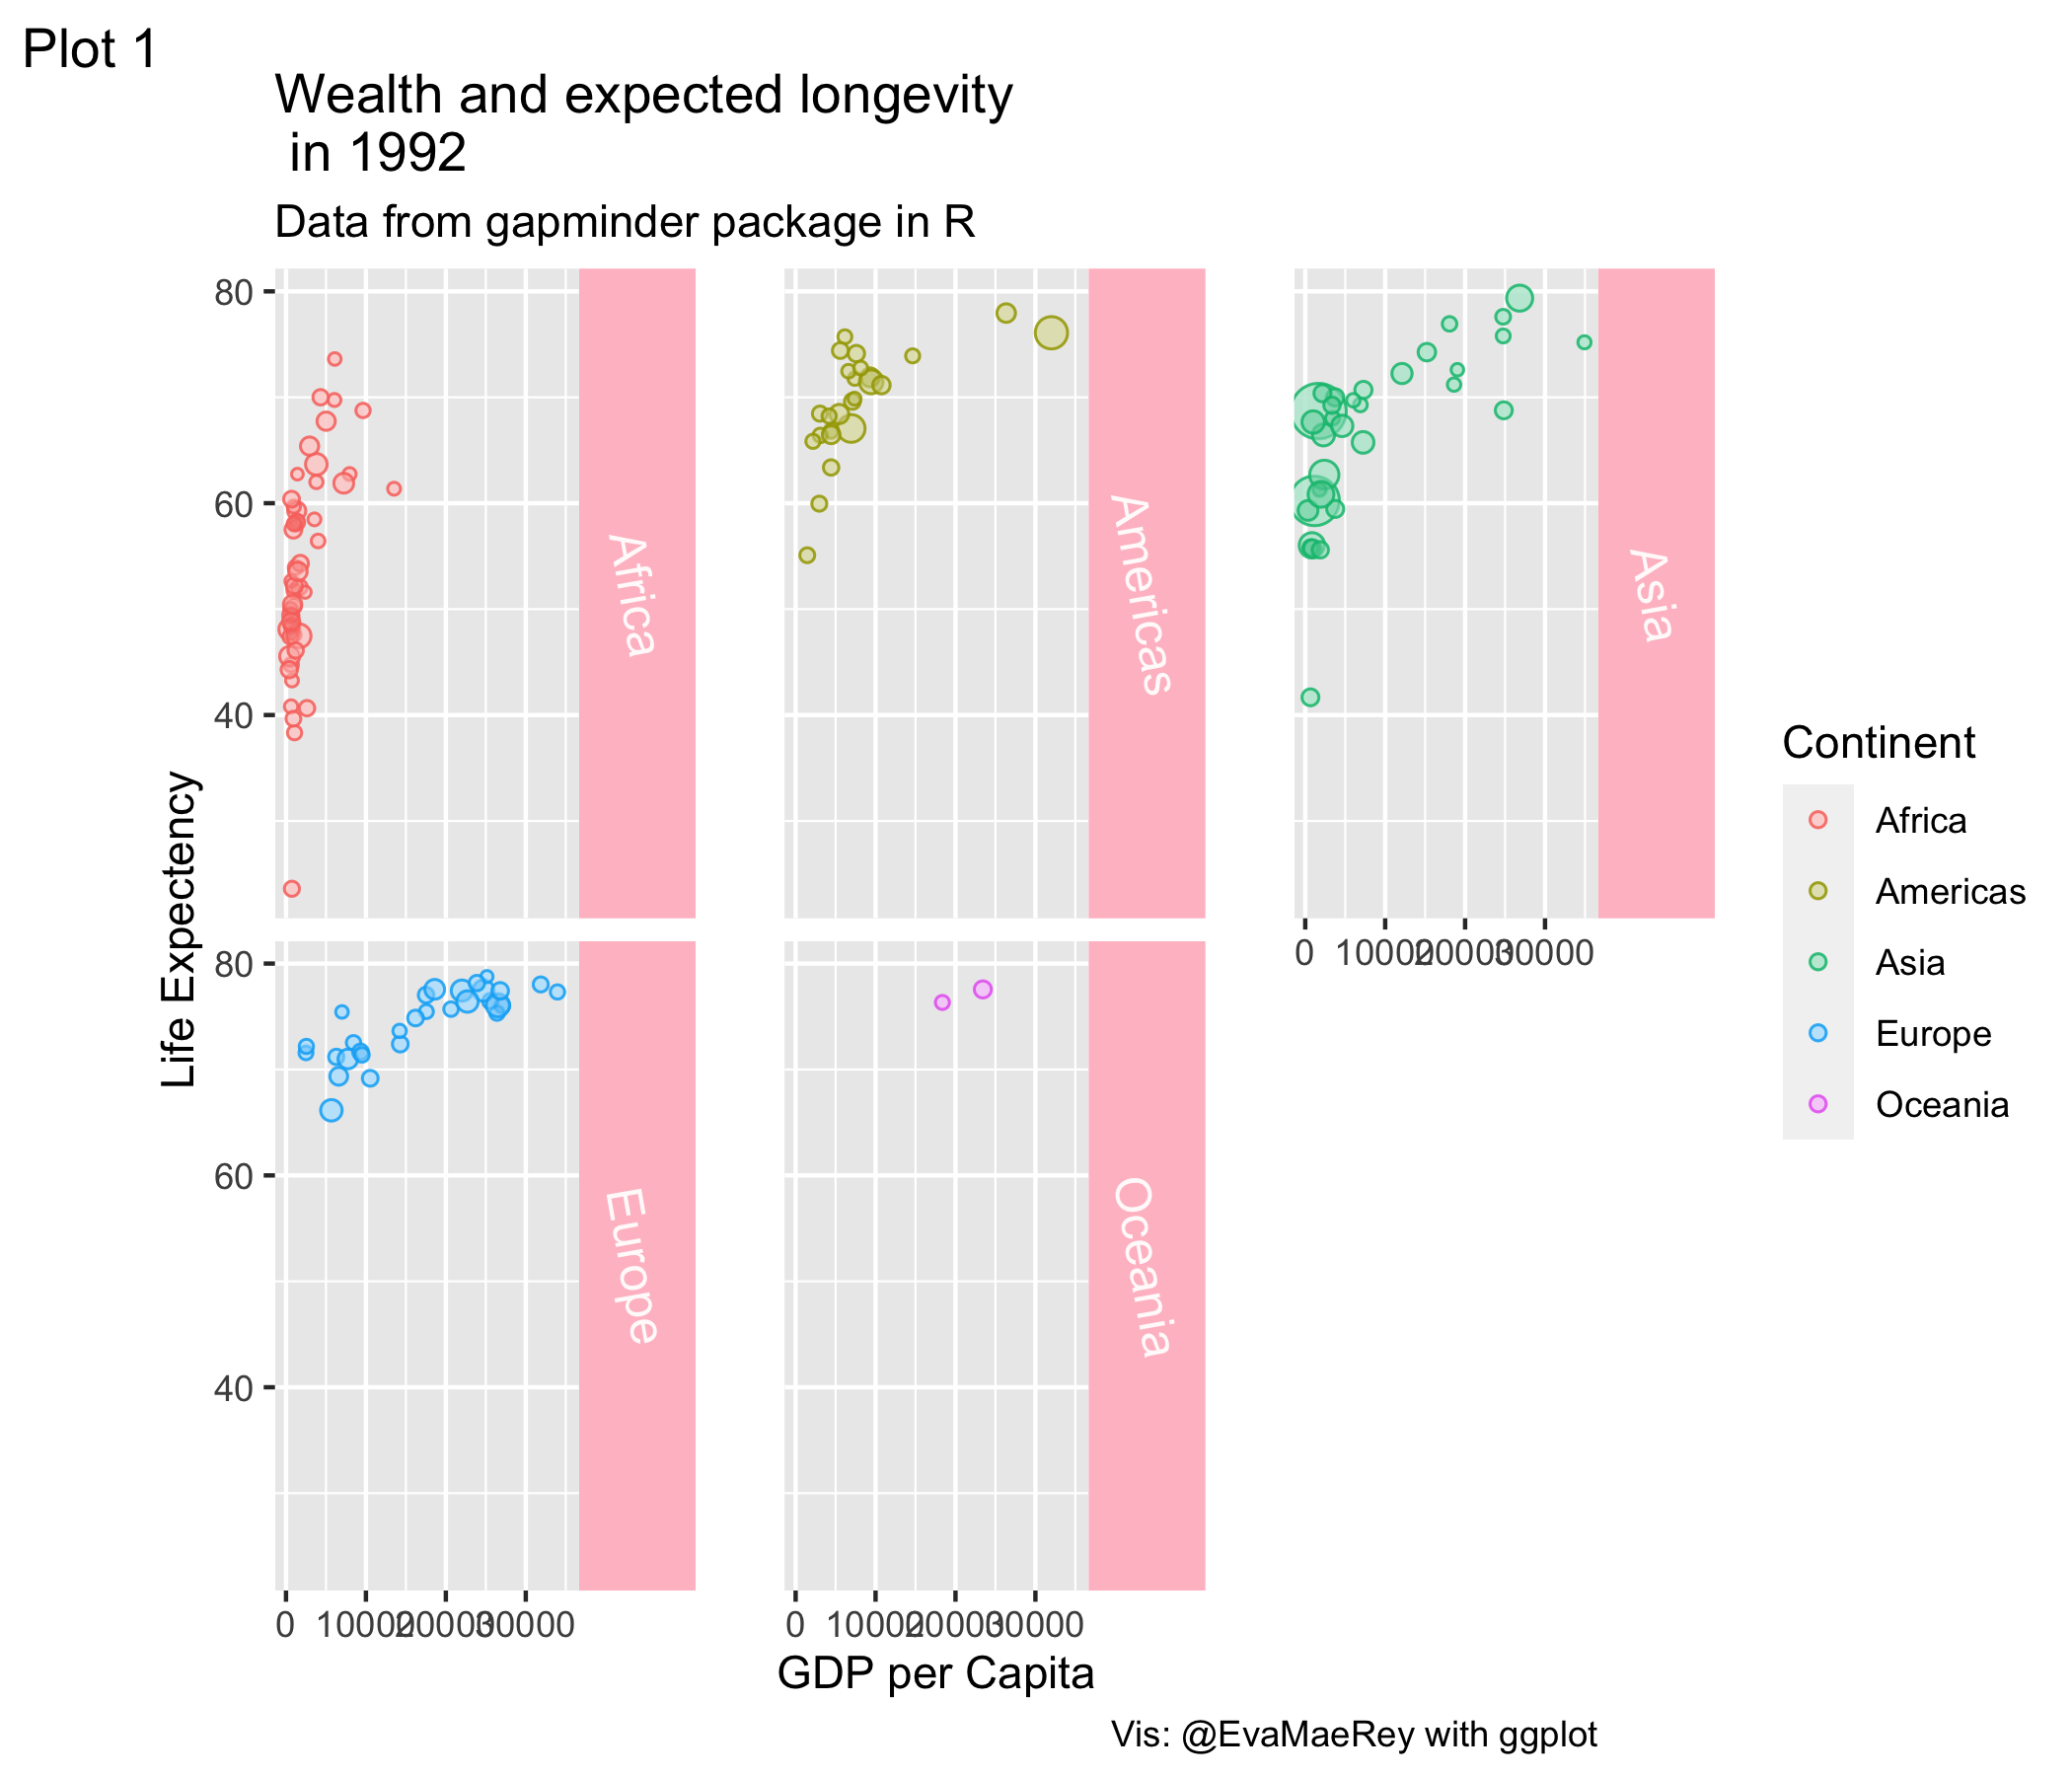 Plot 1
Wealth and expected longevity
in 1992
Data from gapminder package in R
80
60
40
Africa
Americas
Asia
0 10000 20000 30000
Life Expectency
80
60
40
Europe
Oceania
0 10000 20000 30000
0 10000 20000 30000
GDP per Capita
Continent
Africa
Americas
Asia
Europe
Oceania
Vis: @EvaMaeRey with ggplot